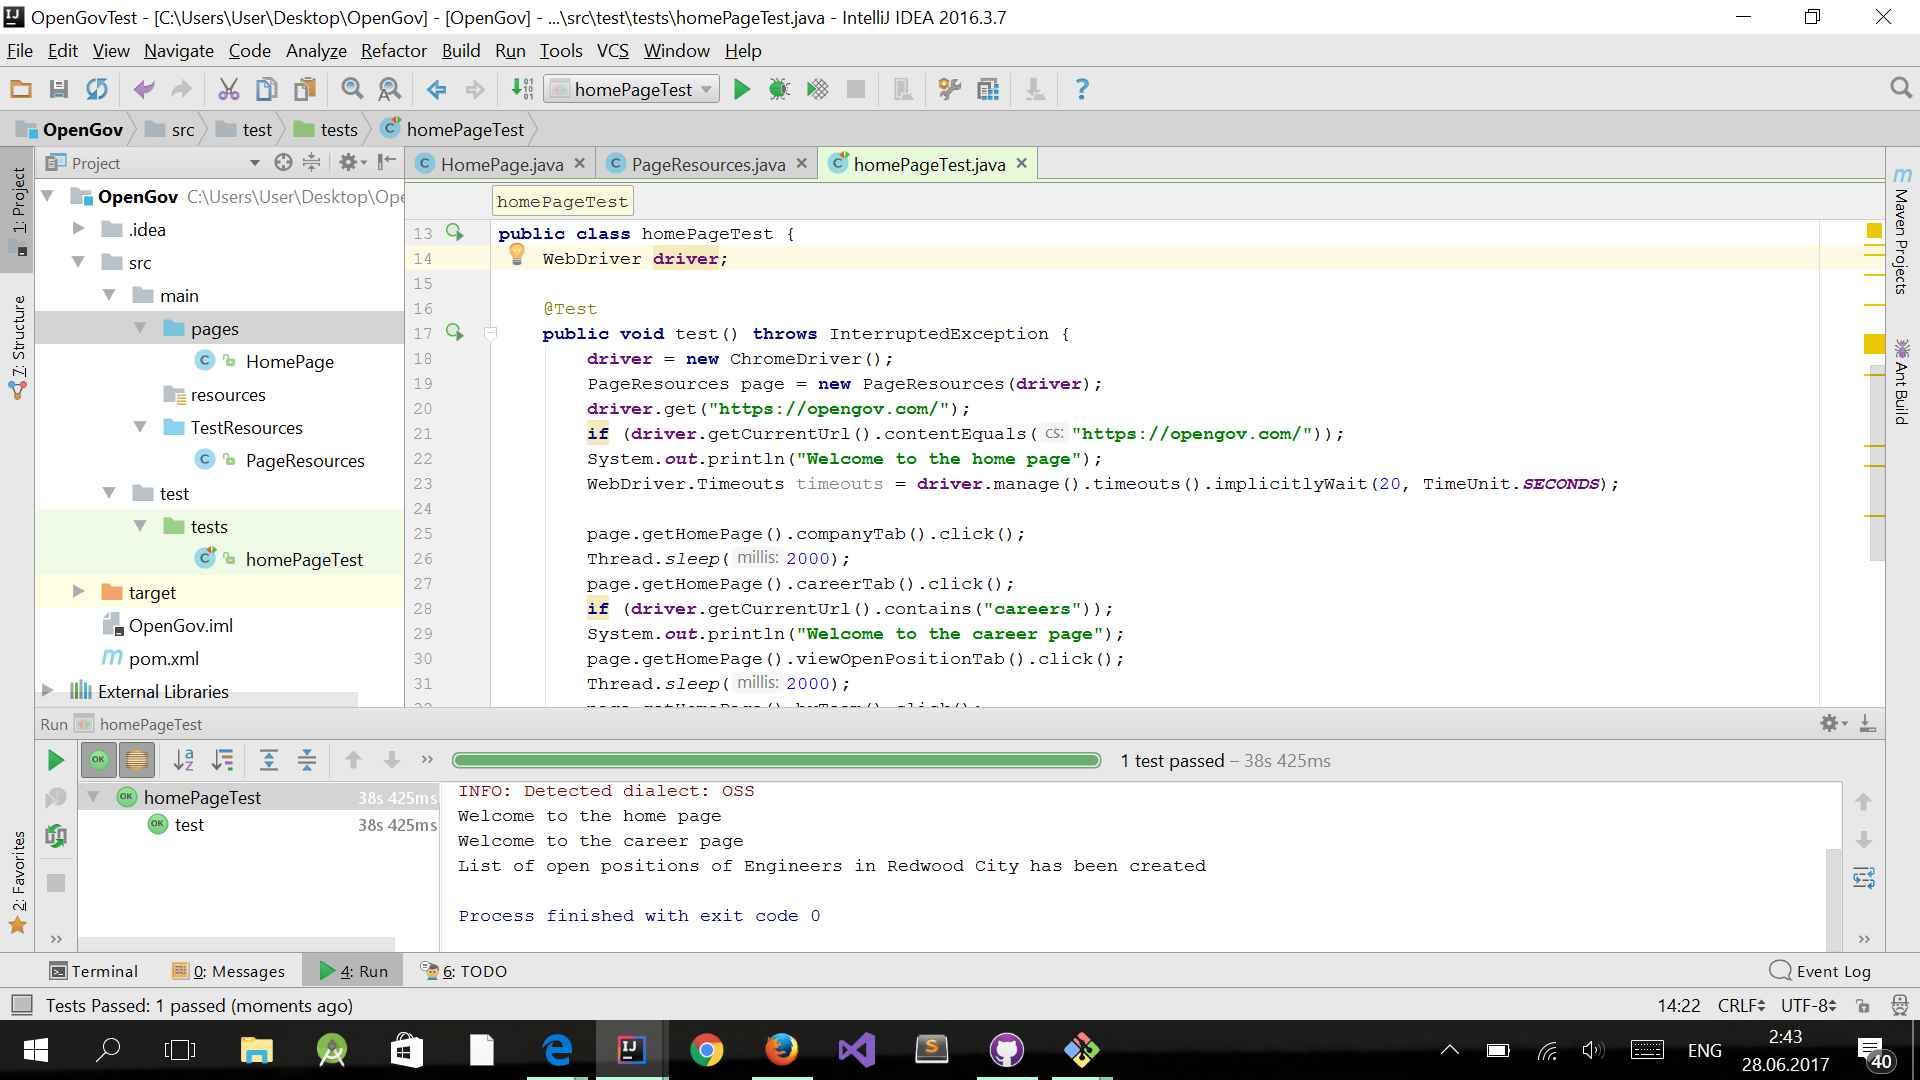 OpenGovTest - [C:\Users\User\Desktop\OpenGov] - [OpenGov] - ...\src\test\tests\homePageTest.java - IntelliJ IDEA 2016.3.7
File Edit View Navigate Code Analyze Refactor Build Run Tools VCS Window Help
homePageTest
OpenGov src test tests homePageTest
Project
HomePage.java PageResources.java homePageTest.java
1: Project
7: Structure
2: Favorites
OpenGov C:\Users\User\Desktop\Ope
.idea
src
main
pages
HomePage
resources
TestResources
PageResources
test
tests
homePageTest
target
OpenGov.iml
pom.xml
External Libraries
homePageTest
13 public class homePageTest {
14 WebDriver driver;
15
16 @Test
17 public void test() throws InterruptedException {
18 driver = new ChromeDriver();
19 PageResources page = new PageResources(driver);
20 driver.get("https://opengov.com/");
21 if (driver.getCurrentUrl().contentEquals( cs: "https://opengov.com/"));
22 System.out.println("Welcome to the home page");
23 WebDriver.Timeouts timeouts = driver.manage().timeouts().implicitlyWait(20, TimeUnit.SECONDS);
24
25 page.getHomePage().companyTab().click();
26 Thread.sleep( millis: 2000);
27 page.getHomePage().careerTab().click();
28 if (driver.getCurrentUrl().contains("careers"));
29 System.out.println("Welcome to the career page");
30 page.getHomePage().viewOpenPositionTab().click();
31 Thread.sleep( millis: 2000);
Maven Projects
Ant Build
Run homePageTest
1 test passed – 38s 425ms
homePageTest 38s 425ms
test 38s 425ms
INFO: Detected dialect: OSS
Welcome to the home page
Welcome to the career page
List of open positions of Engineers in Redwood City has been created
Process finished with exit code 0
Terminal 0: Messages 4: Run 6: TODO Event Log
Tests Passed: 1 passed (moments ago) 14:22 CRLF UTF-8
ENG
2:43
28.06.2017
40